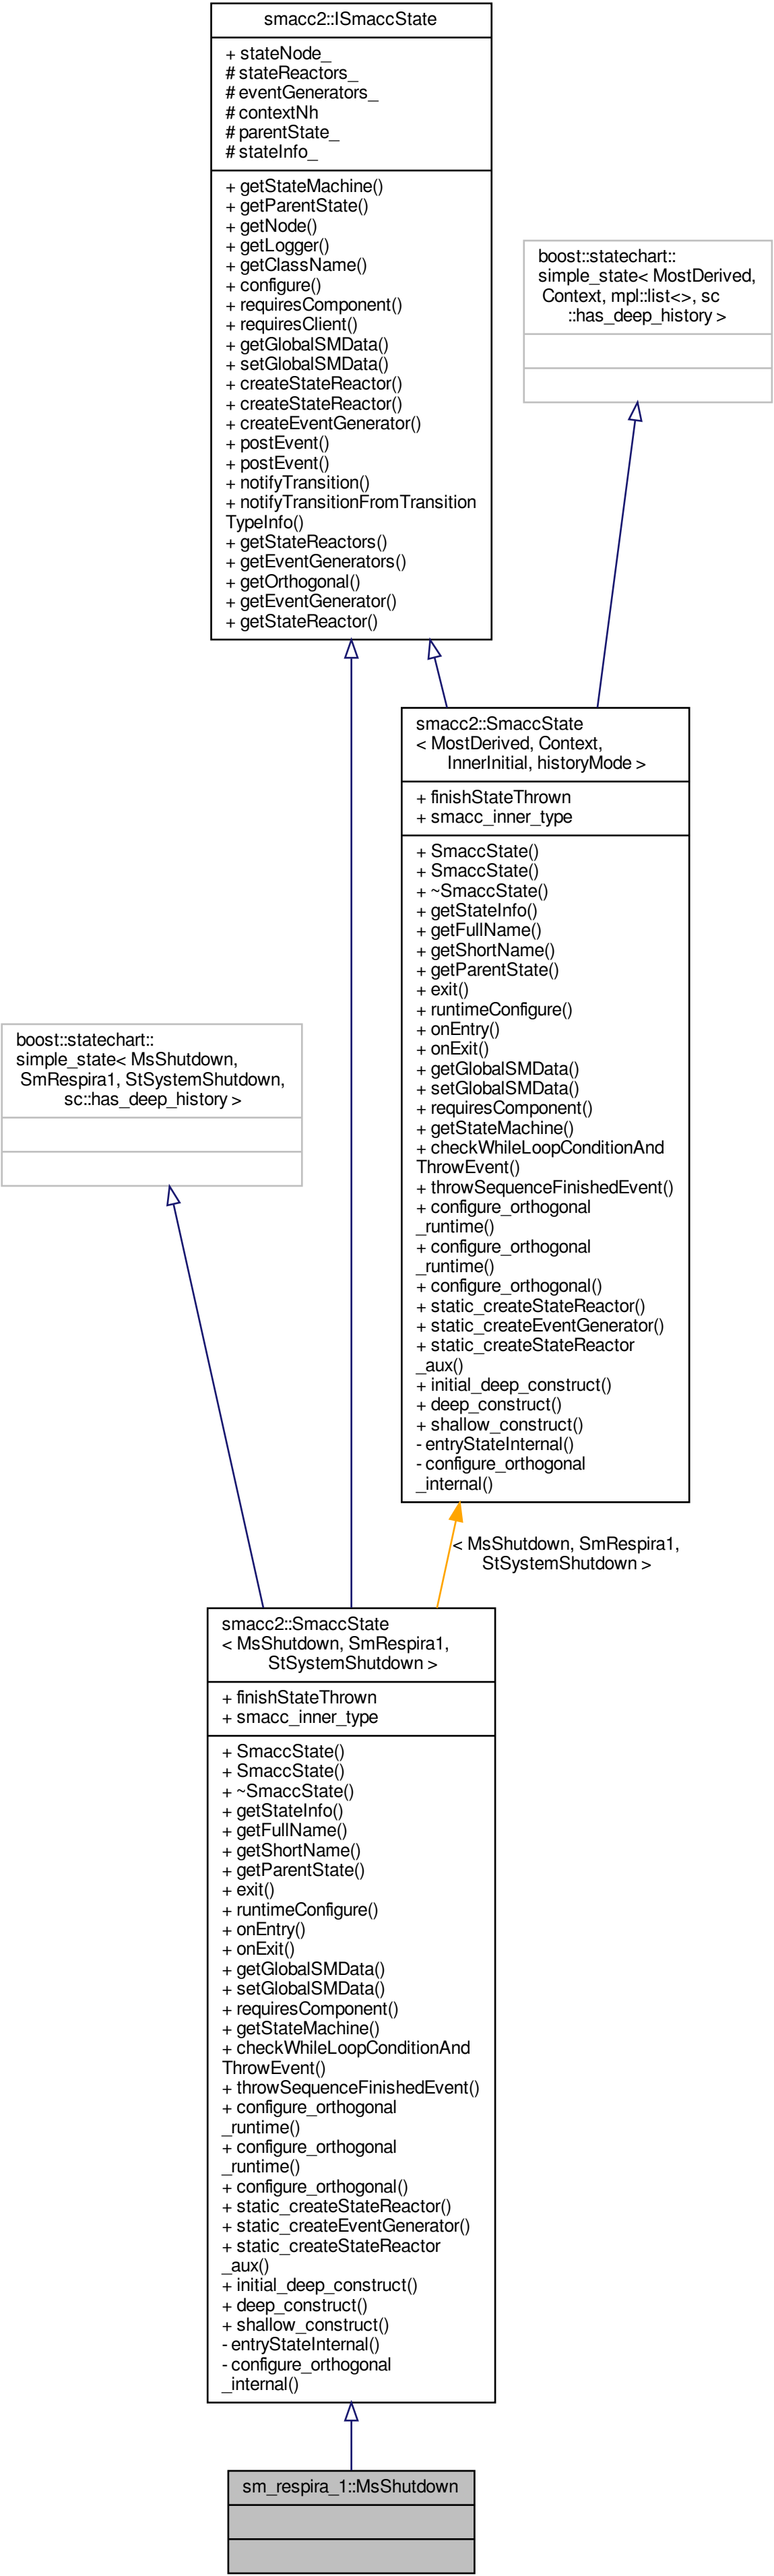 smacc2::ISmaccState
+ stateNode_
# stateReactors_
# eventGenerators_
# contextNh
# parentState_
# stateInfo_
+ getStateMachine()
+ getParentState()
+ getNode()
+ getLogger()
+ getClassName()
+ configure()
+ requiresComponent()
+ requiresClient()
+ getGlobalSMData()
+ setGlobalSMData()
+ createStateReactor()
+ createStateReactor()
+ createEventGenerator()
+ postEvent()
+ postEvent()
+ notifyTransition()
+ notifyTransitionFromTransition
TypeInfo()
+ getStateReactors()
+ getEventGenerators()
+ getOrthogonal()
+ getEventGenerator()
+ getStateReactor()
boost::statechart::
simple_state< MostDerived,
Context, mpl::list<>, sc
::has_deep_history >
smacc2::SmaccState
< MostDerived, Context,
InnerInitial, historyMode >
+ finishStateThrown
+ smacc_inner_type
+ SmaccState()
+ SmaccState()
+ ~SmaccState()
+ getStateInfo()
+ getFullName()
+ getShortName()
+ getParentState()
+ exit()
+ runtimeConfigure()
+ onEntry()
+ onExit()
+ getGlobalSMData()
+ setGlobalSMData()
+ requiresComponent()
+ getStateMachine()
+ checkWhileLoopConditionAnd
ThrowEvent()
+ throwSequenceFinishedEvent()
+ configure_orthogonal
_runtime()
+ configure_orthogonal
_runtime()
+ configure_orthogonal()
+ static_createStateReactor()
+ static_createEventGenerator()
+ static_createStateReactor
_aux()
+ initial_deep_construct()
+ deep_construct()
+ shallow_construct()
- entryStateInternal()
- configure_orthogonal
_internal()
boost::statechart::
simple_state< MsShutdown,
SmRespira1, StSystemShutdown,
sc::has_deep_history >
< MsShutdown, SmRespira1,
StSystemShutdown >
smacc2::SmaccState
< MsShutdown, SmRespira1,
StSystemShutdown >
+ finishStateThrown
+ smacc_inner_type
+ SmaccState()
+ SmaccState()
+ ~SmaccState()
+ getStateInfo()
+ getFullName()
+ getShortName()
+ getParentState()
+ exit()
+ runtimeConfigure()
+ onEntry()
+ onExit()
+ getGlobalSMData()
+ setGlobalSMData()
+ requiresComponent()
+ getStateMachine()
+ checkWhileLoopConditionAnd
ThrowEvent()
+ throwSequenceFinishedEvent()
+ configure_orthogonal
_runtime()
+ configure_orthogonal
_runtime()
+ configure_orthogonal()
+ static_createStateReactor()
+ static_createEventGenerator()
+ static_createStateReactor
_aux()
+ initial_deep_construct()
+ deep_construct()
+ shallow_construct()
- entryStateInternal()
- configure_orthogonal
_internal()
sm_respira_1::MsShutdown